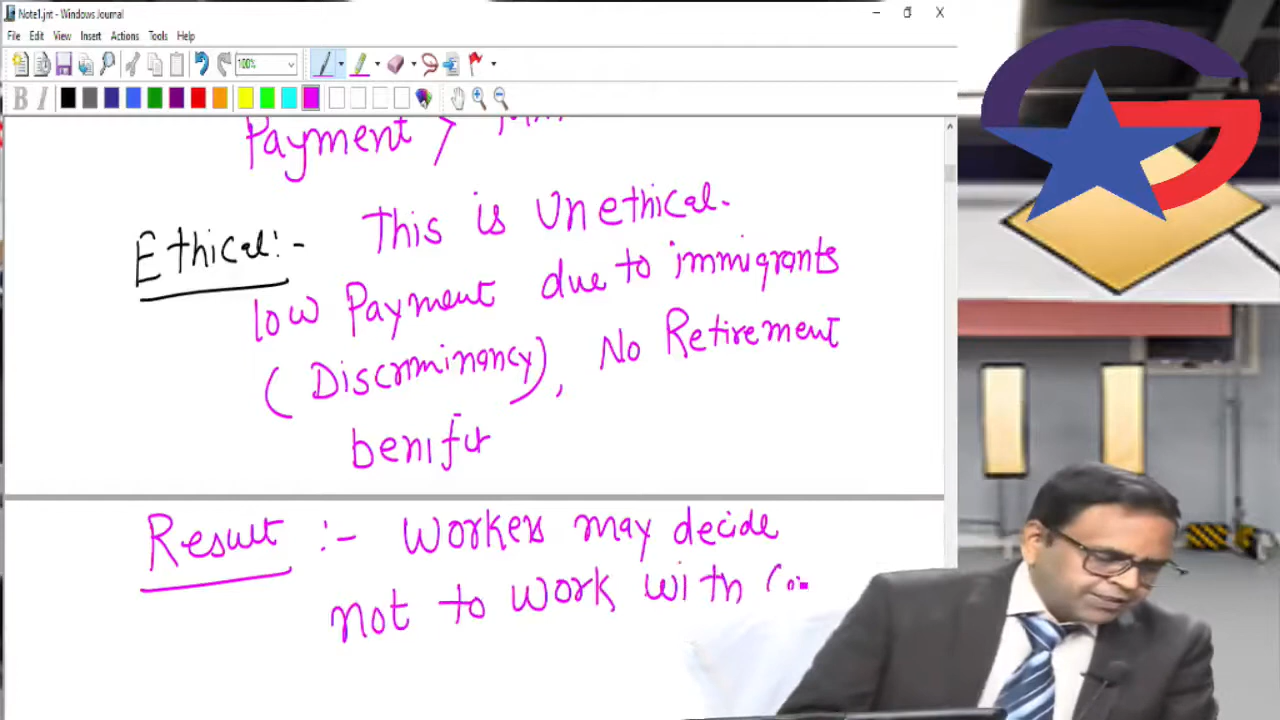 Note1.jnt - Windows Journal
File Edit View Insert Actions Tools Help
100%
B I
Payment >
Ethical:- This is Unethical.
low Payment due to immigrants
(Discrminancy), No Retirement
benifit
Result :- Workers may decide
not to work with